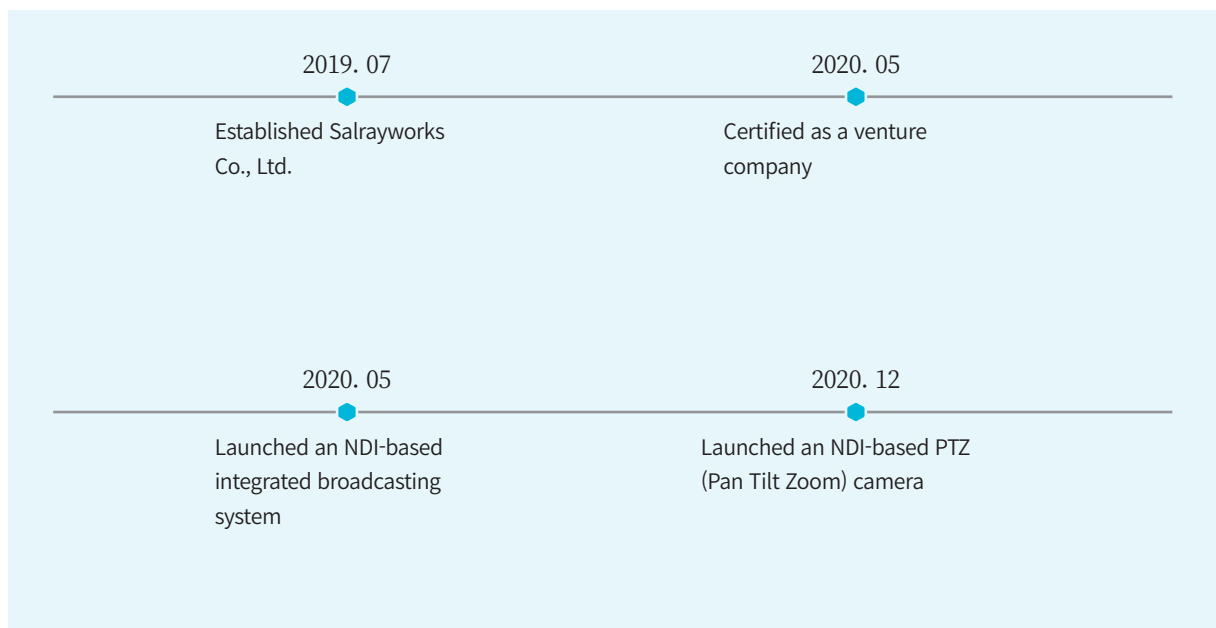 2019. 07
Established Salrayworks
Co., Ltd.
2020. 05
Certified as a venture
company
2020. 05
Launched an NDI-based
integrated broadcasting
system
2020. 12
Launched an NDI-based PTZ
(Pan Tilt Zoom) camera